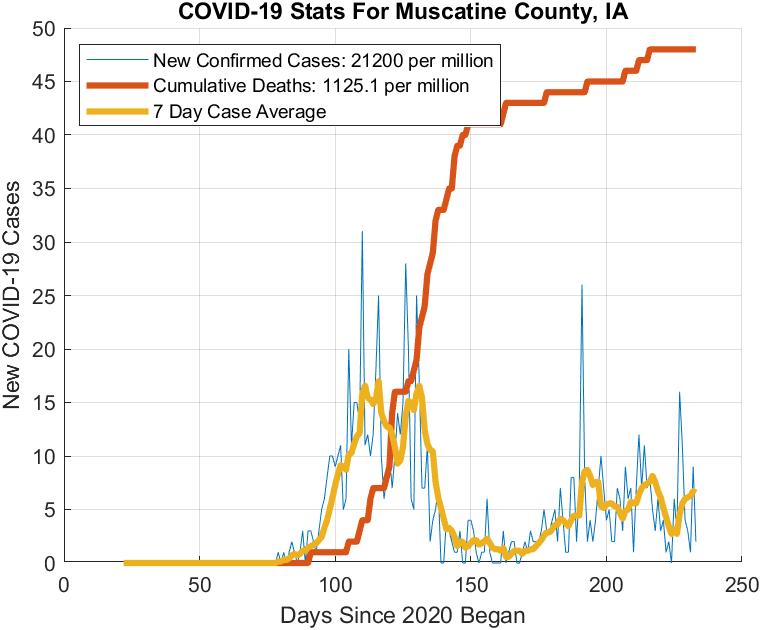 COVID-19 Stats For Muscatine County, IA
New Confirmed Cases: 21200 per million
Cumulative Deaths: 1125.1 per million
7 Day Case Average
New COVID-19 Cases
50
45
40
35
30
25
20
15
10
5
0
0 50 100 150 200 250
Days Since 2020 Began